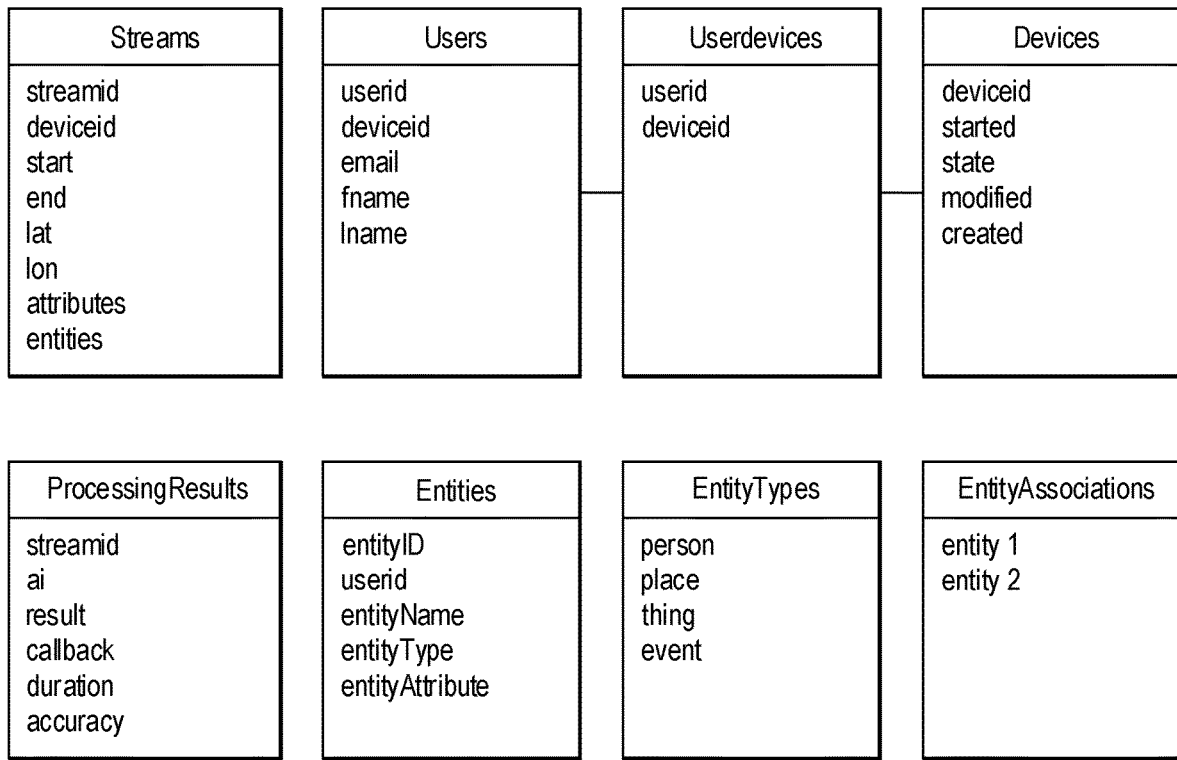 Streams
streamid
deviceid
start
end
lat
lon
attributes
entities
Users
userid
deviceid
email
fname
lname
Userdevices
userid
deviceid
Devices
deviceid
started
state
modified
created
ProcessingResults
streamid
ai
result
callback
duration
accuracy
Entities
entityID
userid
entityName
entityType
entityAttribute
EntityTypes
person
place
thing
event
EntityAssociations
entity 1
entity 2